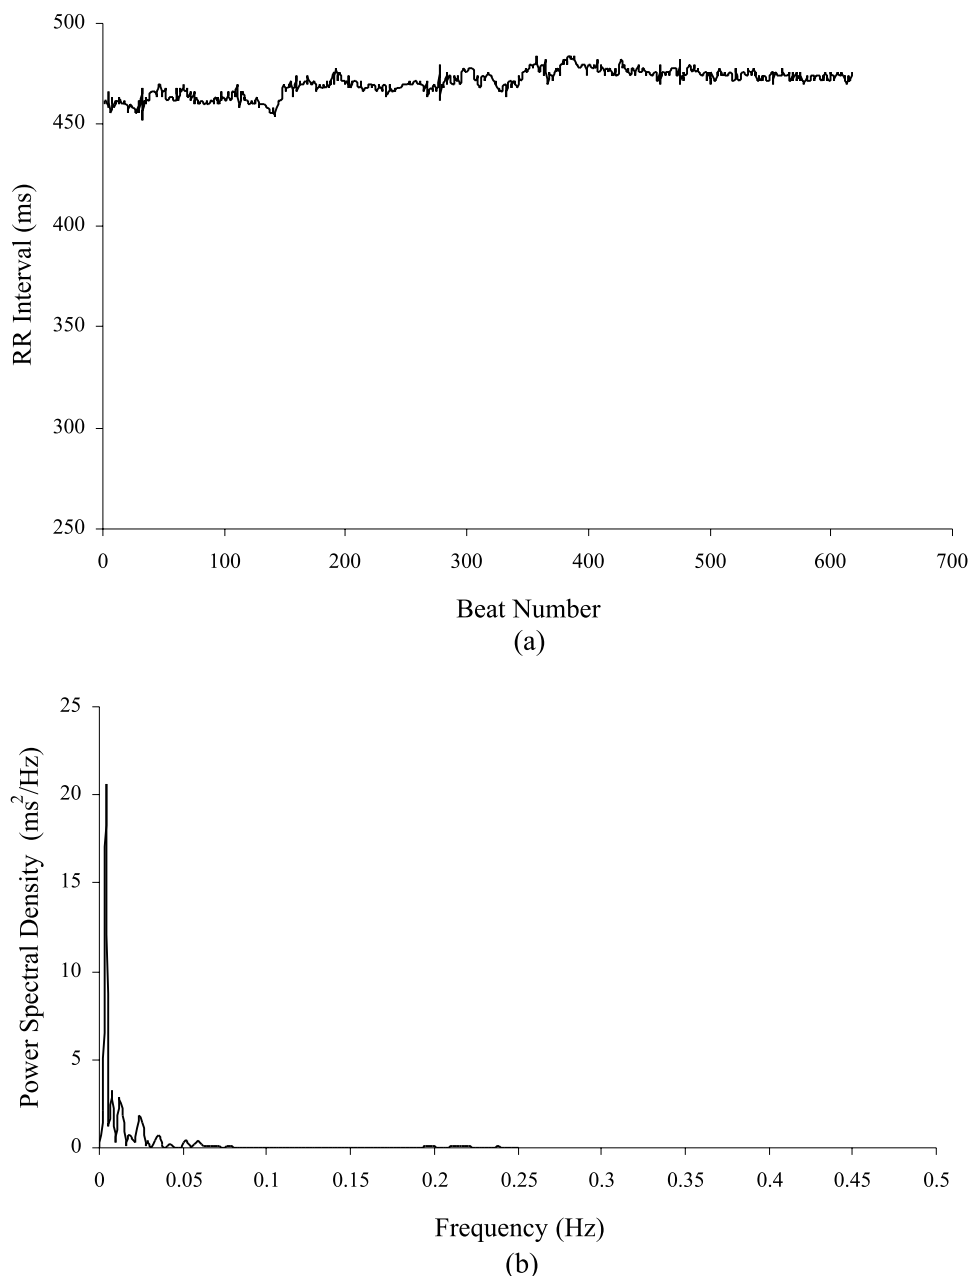 500
450
400
350
300
250
RR Interval (ms)
0 100 200 300 400 500 600 700
Beat Number
(a)
25
20
15
10
5
0
Power Spectral Density (ms²/Hz)
0 0.05 0.1 0.15 0.2 0.25 0.3 0.35 0.4 0.45 0.5
Frequency (Hz)
(b)